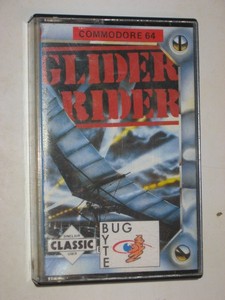 COMMODORE 64
GLIDER
RIDER
CLASSIC
BUG
BYTE